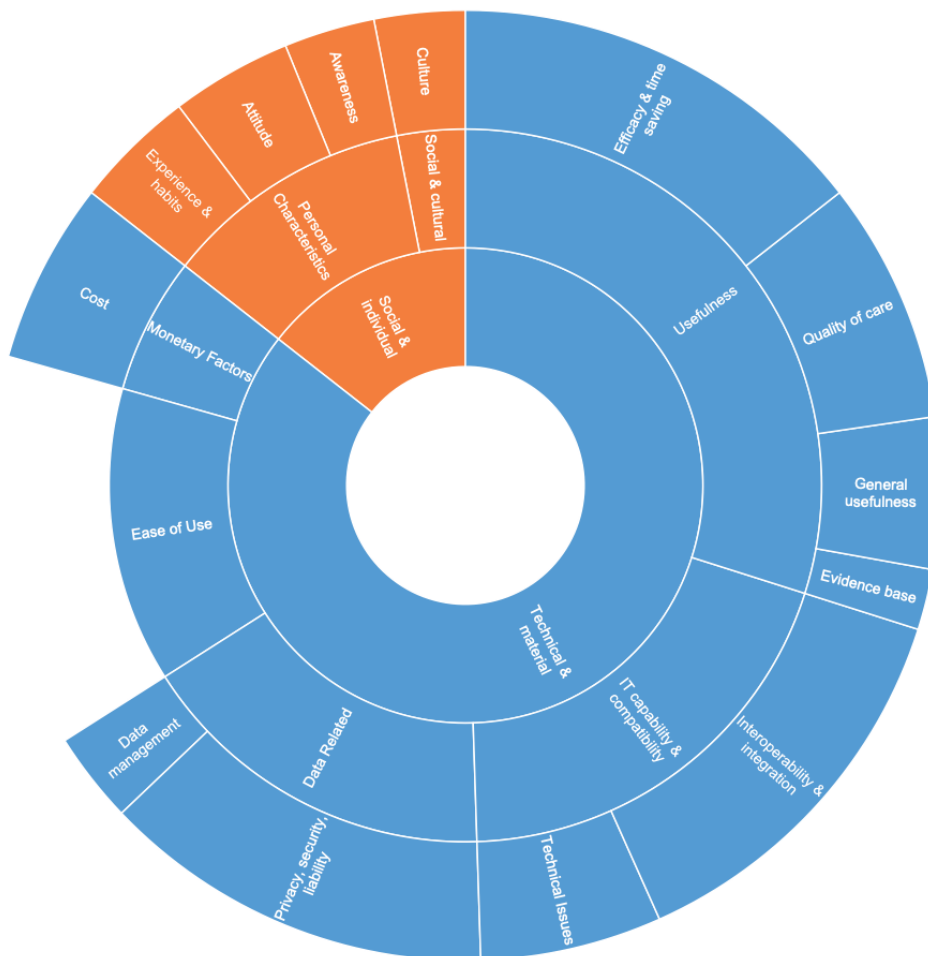 Culture
Awareness
Attitude
Experience &
habits
Cost
Social & cultural
Personal
Characteristics
Monetary Factors
Social &
individual
Efficacy & time
saving
Usefulness
Quality of care
General
usefulness
Evidence base
Ease of Use
Technical &
material
IT capability &
compatibility
Interoperability &
integration
Data Related
Data
management
Privacy, security,
liability
Technical Issues